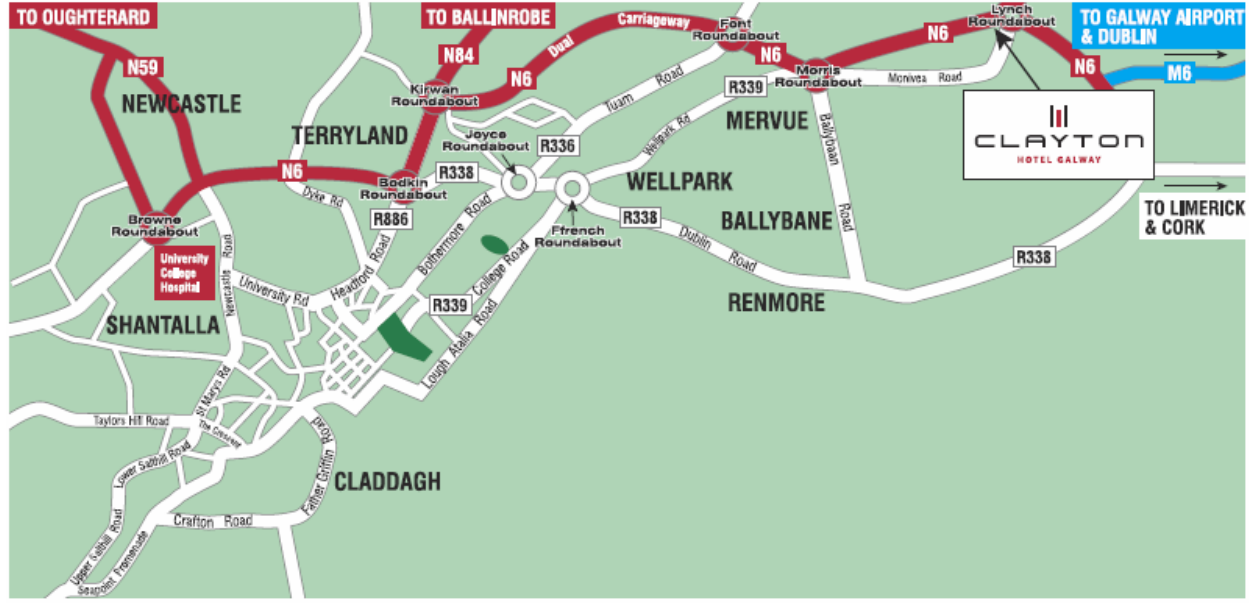 TO OUGHTERARD
TO BALLINROBE
Carriageway
Font
Roundabout
Lynch
Roundabout
TO GALWAY AIRPORT
& DUBLIN
N6
Dual
N84
N59
N6
N6
N6
M6
Kirwan
Roundabout
Morris
Roundabout
Monivea Road
Tuam Road
R339
NEWCASTLE
TERRYLAND
MERVUE
Wellpark Rd
Ballybaan
Road
CLAYTON
HOTEL GALWAY
Joyce
Roundabout
R336
N6
R338
Bodkin
Roundabout
WELLPARK
Dyke Rd
R886
Browne
Roundabout
BALLYBANE
R338
Ffrench
Roundabout
Dublin Road
TO LIMERICK
& CORK
R338
University
College
Hospital
Newcastle Road
University Rd
Headford Road
Bothermore Road
College Road
R339
Lough Atalia Road
RENMORE
SHANTALLA
St Marys Rd
Taylors Hill Road
The Crescent
Lower Salthill Road
Father Griffin Road
CLADDAGH
Crafton Road
Upper Salthill Road
Seapoint Promenade